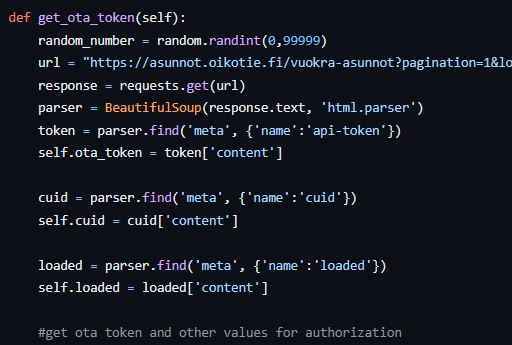 def get_ota_token(self):
    random_number = random.randint(0,99999)
    url = "https://asunnot.oikotie.fi/vuokra-asunnot?pagination=1&lo
    response = requests.get(url)
    parser = BeautifulSoup(response.text, 'html.parser')
    token = parser.find('meta', {'name':'api-token'})
    self.ota_token = token['content']

    cuid = parser.find('meta', {'name':'cuid'})
    self.cuid = cuid['content']

    loaded = parser.find('meta', {'name':'loaded'})
    self.loaded = loaded['content']

    #get ota token and other values for authorization